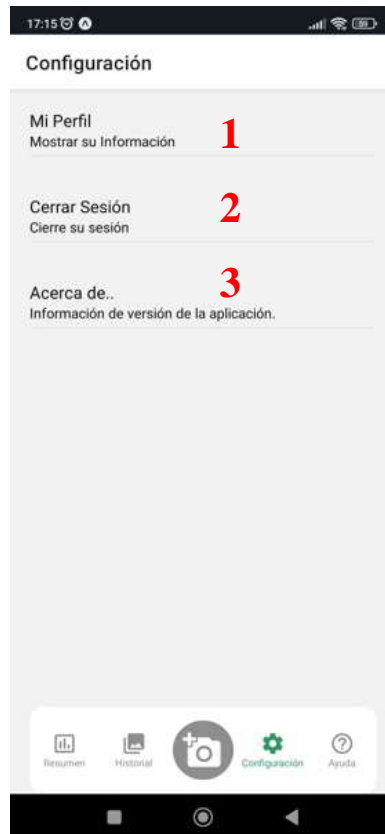 17:15
Configuración
Mi Perfil
Mostrar su Información
1
Cerrar Sesión
Cierre su sesión
2
Acerca de..
Información de versión de la aplicación.
3
Resumen
Historial
Configuración
Ayuda